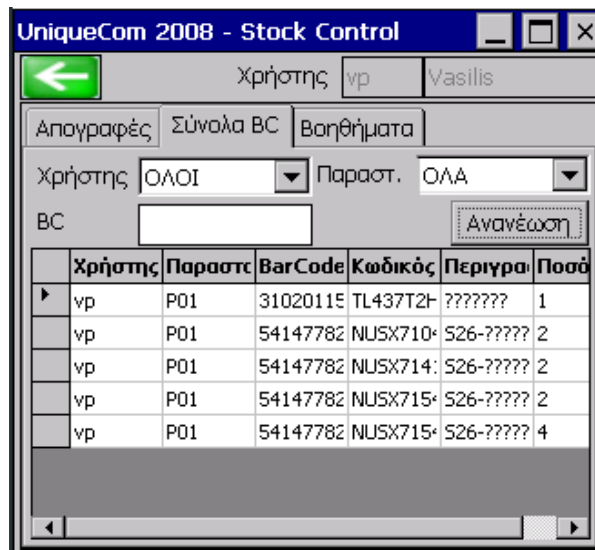 UniqueCom 2008 - Stock Control
Χρήστης vp Vasilis
Απογραφές Σύνολα BC Βοηθήματα
Χρήστης ΟΛΟΙ Παραστ. ΟΛΑ
BC Ανανέωση
Χρήστης Παραστο BarCode Κωδικός Περιγρα Ποσό
vp P01 31020115 TL437T2H ??????? 1
vp P01 54147782 NUSX710 S26-????? 2
vp P01 54147782 NUSX714 S26-????? 2
vp P01 54147782 NUSX715 S26-????? 2
vp P01 54147782 NUSX715 S26-????? 4